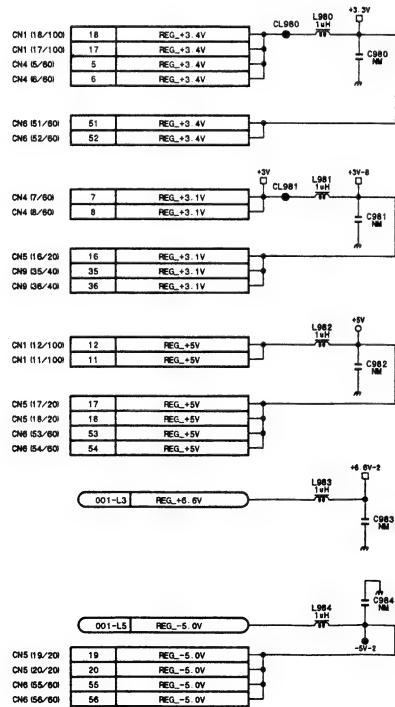 +3.3V
CL980 L980 1uH
CN1 (18/100) 18 REG_+3.4V
CN1 (17/100) 17 REG_+3.4V
CN4 (5/60) 5 REG_+3.4V
CN4 (6/60) 6 REG_+3.4V
C980 NM
CN6 (51/60) 51 REG_+3.4V
CN6 (52/60) 52 REG_+3.4V
+3V CL981 L981 1uH +3V-B
CN4 (7/60) 7 REG_+3.1V
CN4 (8/60) 8 REG_+3.1V
C981 NM
CN5 (16/20) 16 REG_+3.1V
CN9 (35/40) 35 REG_+3.1V
CN9 (36/40) 36 REG_+3.1V
L982 1uH +5V
CN1 (12/100) 12 REG_+5V
CN1 (11/100) 11 REG_+5V
C982 NM
CN5 (17/20) 17 REG_+5V
CN5 (18/20) 18 REG_+5V
CN6 (53/60) 53 REG_+5V
CN6 (54/60) 54 REG_+5V
+6.6V-2
L983 1uH
001-L3 REG_+6.6V
C983 NM
C984 NM
L984 1uH
001-L5 REG_-5.0V
-5V-2
CN5 (19/20) 19 REG_-5.0V
CN5 (20/20) 20 REG_-5.0V
CN6 (55/60) 55 REG_-5.0V
CN6 (56/60) 56 REG_-5.0V